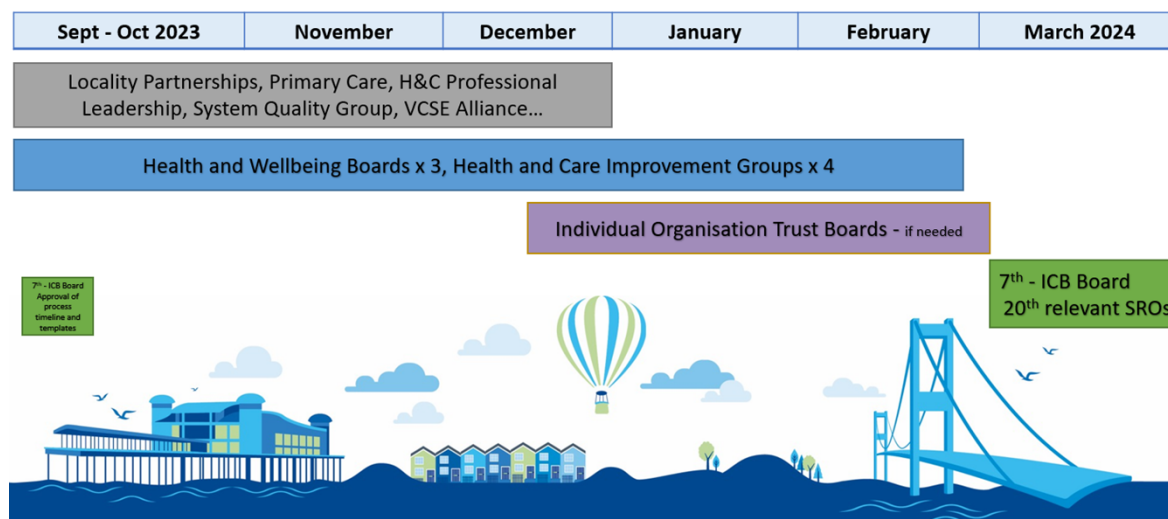 Sept - Oct 2023
November
December
January
February
March 2024
Locality Partnerships, Primary Care, H&C Professional
Leadership, System Quality Group, VCSE Alliance...
Health and Wellbeing Boards x 3, Health and Care Improvement Groups x 4
Individual Organisation Trust Boards - if needed
7th - ICB Board
Approval of
process
timeline and
templates
7th - ICB Board
20th relevant SROs